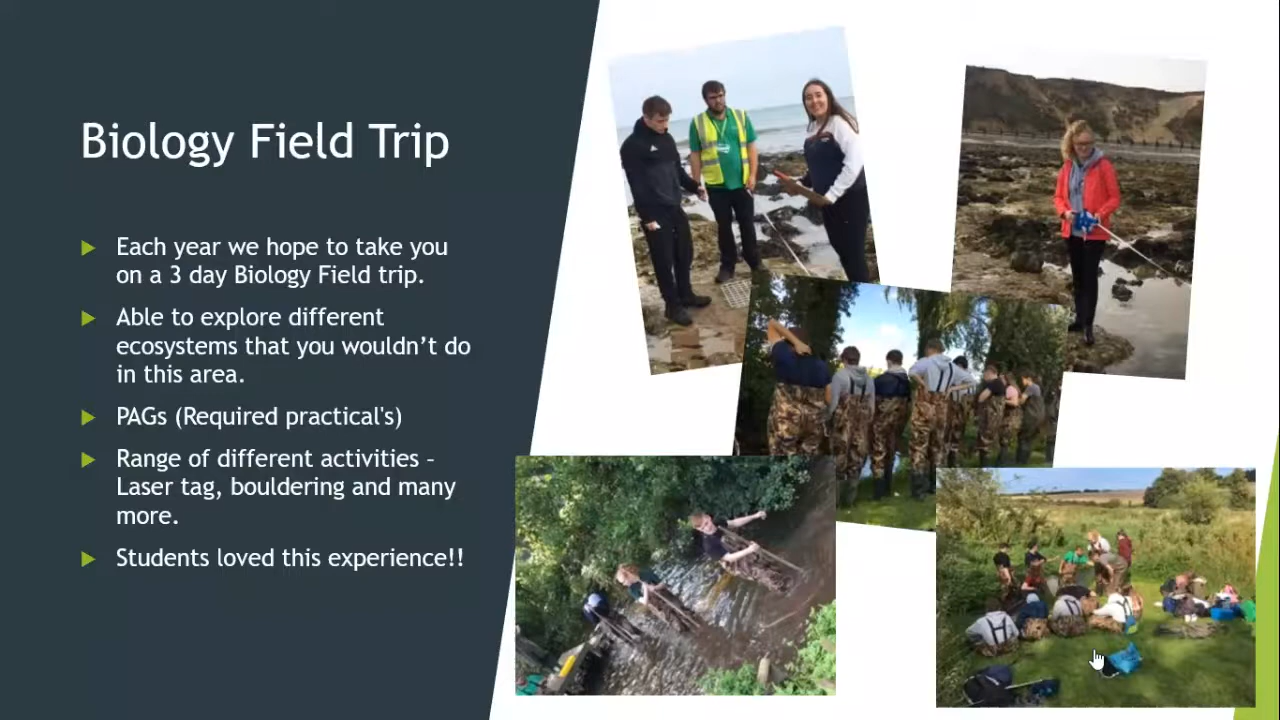 Biology Field Trip
Each year we hope to take you
on a 3 day Biology Field trip.
Able to explore different
ecosystems that you wouldn’t do
in this area.
PAGs (Required practical's)
Range of different activities –
Laser tag, bouldering and many
more.
Students loved this experience!!